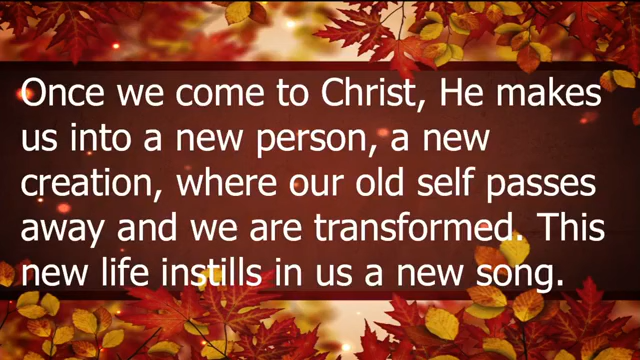 Once we come to Christ, He makes
us into a new person, a new
creation, where our old self passes
away and we are transformed. This
new life instills in us a new song.